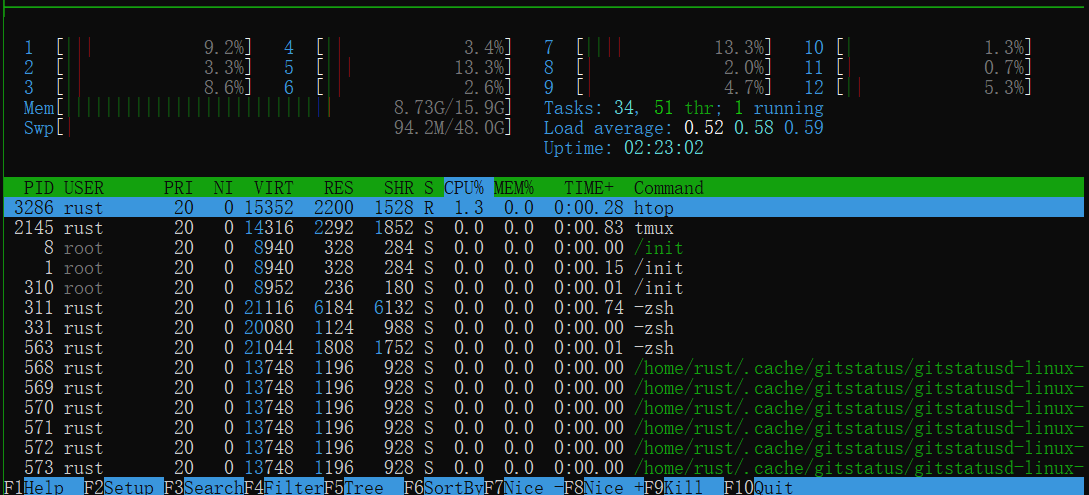 1 [||| 9.2%] 4 [|| 3.4%] 7 [|||| 13.3%] 10 [| 1.3%]
2 [|| 3.3%] 5 [||| 13.3%] 8 [| 2.0%] 11 [| 0.7%]
3 [|| 8.6%] 6 [|| 2.6%] 9 [|| 4.7%] 12 [|| 5.3%]
Mem[||||||||||||||||||||||||||| 8.73G/15.9G] Tasks: 34, 51 thr; 1 running
Swp[| 94.2M/48.0G] Load average: 0.52 0.58 0.59
Uptime: 02:23:02
PID USER PRI NI VIRT RES SHR S CPU% MEM% TIME+ Command
3286 rust 20 0 15352 2200 1528 R 1.3 0.0 0:00.28 htop
2145 rust 20 0 14316 2292 1852 S 0.0 0.0 0:00.83 tmux
8 root 20 0 8940 328 284 S 0.0 0.0 0:00.00 /init
1 root 20 0 8940 328 284 S 0.0 0.0 0:00.15 /init
310 root 20 0 8952 236 180 S 0.0 0.0 0:00.01 /init
311 rust 20 0 21116 6184 6132 S 0.0 0.0 0:00.74 -zsh
331 rust 20 0 20080 1124 988 S 0.0 0.0 0:00.00 -zsh
563 rust 20 0 21044 1808 1752 S 0.0 0.0 0:00.01 -zsh
568 rust 20 0 13748 1196 928 S 0.0 0.0 0:00.00 /home/rust/.cache/gitstatus/gitstatusd-linux-
569 rust 20 0 13748 1196 928 S 0.0 0.0 0:00.00 /home/rust/.cache/gitstatus/gitstatusd-linux-
570 rust 20 0 13748 1196 928 S 0.0 0.0 0:00.00 /home/rust/.cache/gitstatus/gitstatusd-linux-
571 rust 20 0 13748 1196 928 S 0.0 0.0 0:00.00 /home/rust/.cache/gitstatus/gitstatusd-linux-
572 rust 20 0 13748 1196 928 S 0.0 0.0 0:00.00 /home/rust/.cache/gitstatus/gitstatusd-linux-
573 rust 20 0 13748 1196 928 S 0.0 0.0 0:00.00 /home/rust/.cache/gitstatus/gitstatusd-linux-
F1Help F2Setup F3SearchF4FilterF5Tree F6SortByF7Nice -F8Nice +F9Kill F10Quit